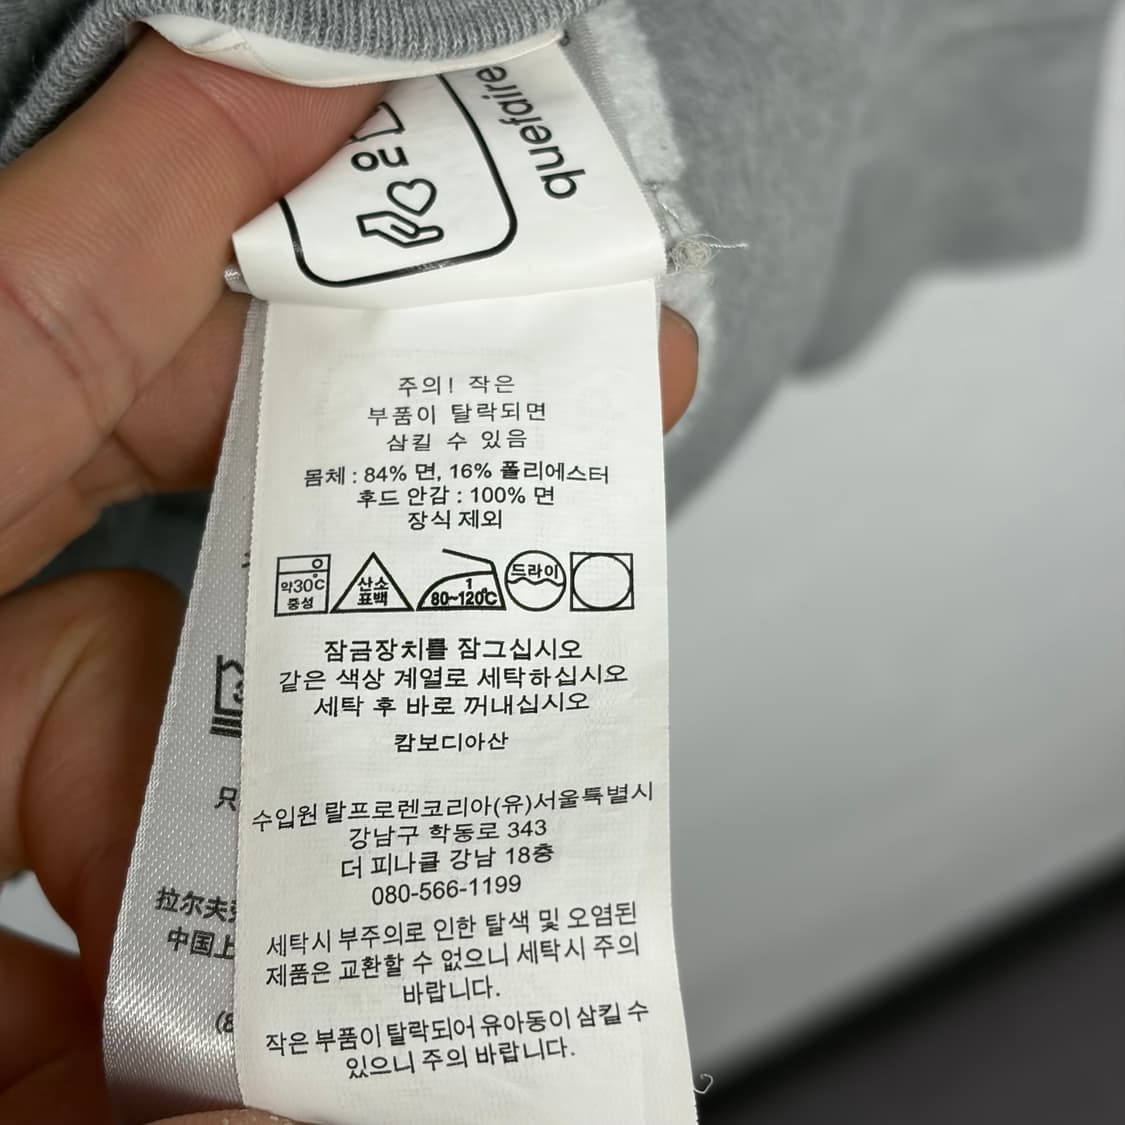 quefaire
ou
주의! 작은
부품이 탈락되면
삼킬 수 있음
몸체 : 84% 면, 16% 폴리에스터
후드 안감 : 100% 면
장식 제외
약30℃
중성
산소
표백
1
80~120℃
드라이
잠금장치를 잠그십시오
같은 색상 계열로 세탁하십시오
세탁 후 바로 꺼내십시오
캄보디아산
수입원 랄프로렌코리아(유)서울특별시
강남구 학동로 343
더 피나클 강남 18층
080-566-1199
세탁시 부주의로 인한 탈색 및 오염된
제품은 교환할 수 없으니 세탁시 주의
바랍니다.
작은 부품이 탈락되어 유아동이 삼킬 수
있으니 주의 바랍니다.
只
拉尔夫
中国上
(8